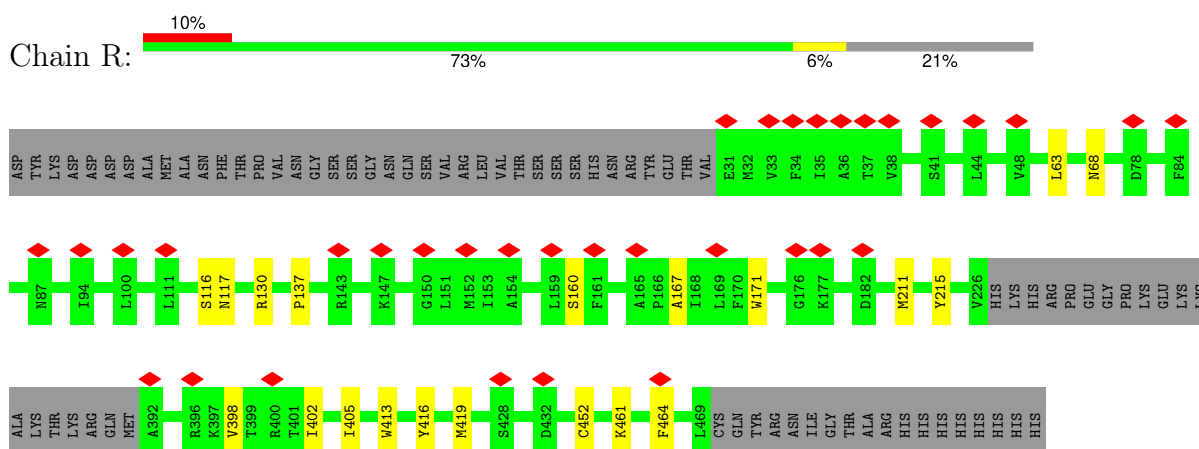 Chain R:
10%
73%
6%
21%
ASP TYR LYS ASP ASP ASP ASP ALA MET ALA ASN PHE THR PRO VAL ASN GLY SER SER GLY ASN GLN SER VAL ARG LEU VAL THR SER SER SER HIS ASN ARG TYR GLU THR VAL E31 M32 V33 F34 I35 A36 T37 V38 S41 L44 V48 L63 N68 D78 F84
N87 I94 L100 L111 S116 N117 R130 P137 R143 K147 G150 L151 M152 I153 A154 L159 S160 F161 A165 P166 A167 I168 L169 F170 W171 G176 K177 D182 M211 Y215 V226 HIS LYS HIS ARG PRO GLU GLY PRO LYS GLU LYS
ALA LYS THR LYS ARG GLN MET A392 R396 K397 V398 T399 R400 T401 I402 I405 W413 Y416 M419 S428 D432 C452 K461 F464 L469 CYS GLN TYR ARG ASN ILE GLY THR ALA ARG HIS HIS HIS HIS HIS HIS HIS HIS